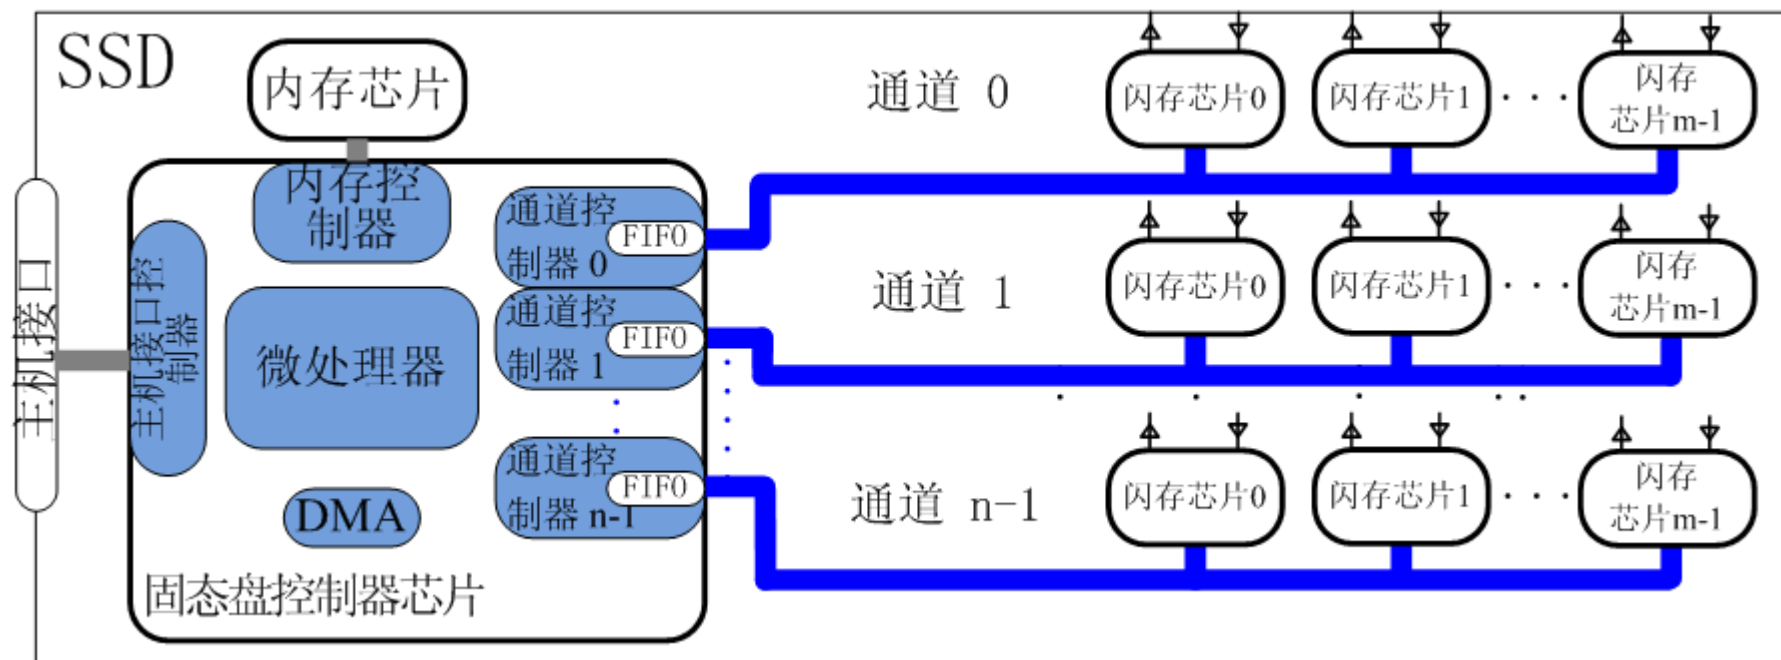 SSD
内存芯片
主机接口
主机接口控
制器
内存控
制器
微处理器
DMA
固态盘控制器芯片
通道控
制器 0
FIFO
通道控
制器 1
FIFO
通道控
制器 n-1
FIFO
通道 0
闪存芯片0
闪存芯片1
···
闪存
芯片m-1
通道 1
闪存芯片0
闪存芯片1
···
闪存
芯片m-1
通道 n-1
闪存芯片0
闪存芯片1
···
闪存
芯片m-1